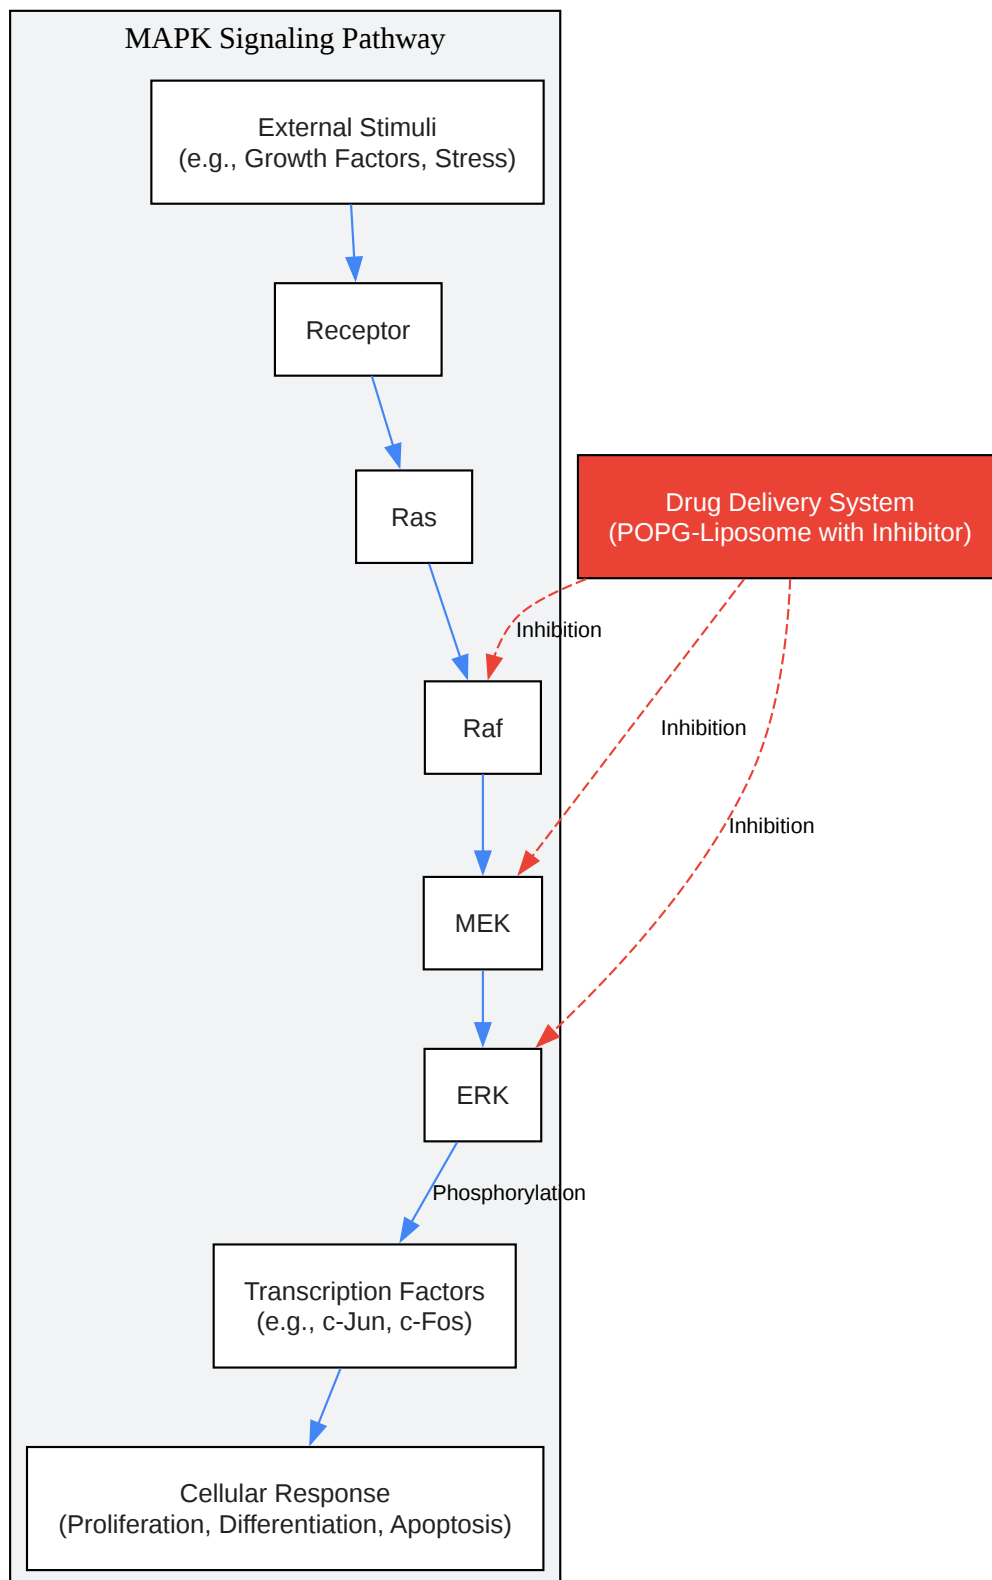 MAPK Signaling Pathway
External Stimuli
(e.g., Growth Factors, Stress)
Receptor
Ras
Drug Delivery System
(POPG-Liposome with Inhibitor)
Inhibition
Raf
Inhibition
Inhibition
MEK
ERK
Phosphorylation
Transcription Factors
(e.g., c-Jun, c-Fos)
Cellular Response
(Proliferation, Differentiation, Apoptosis)